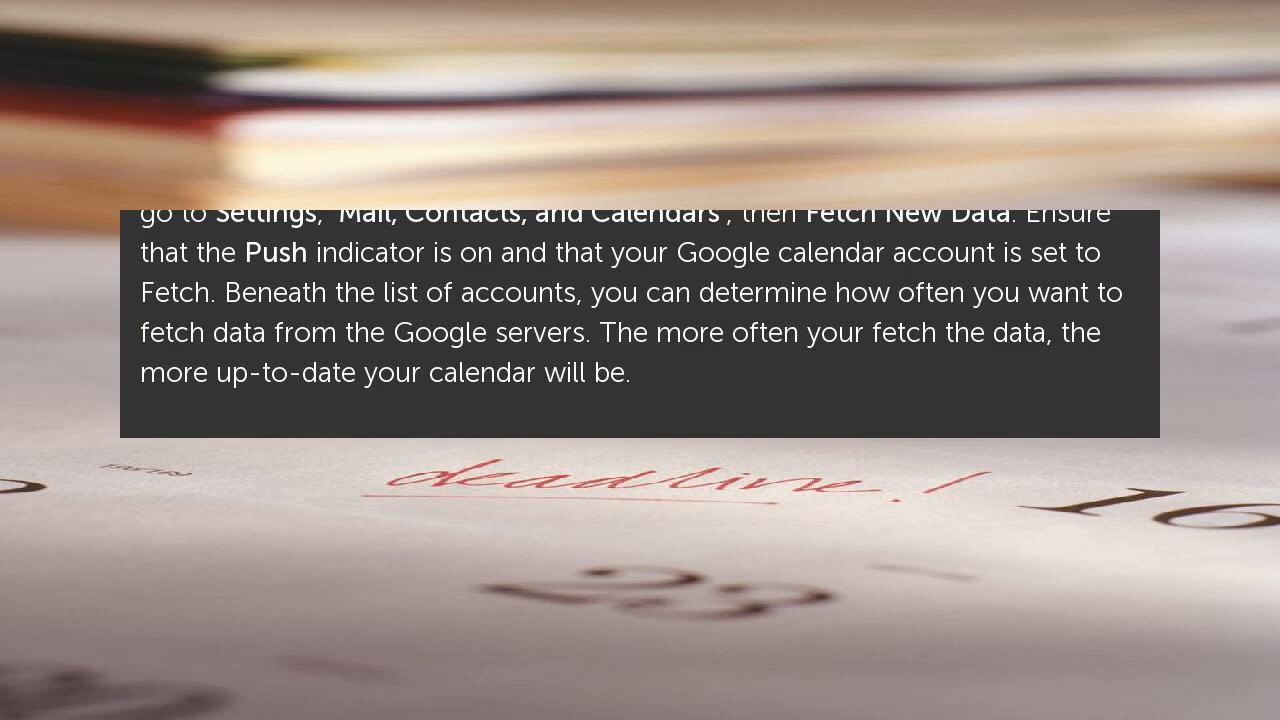 go to Settings, "Mail, Contacts, and Calendars", then Fetch New Data. Ensure
that the Push indicator is on and that your Google calendar account is set to
Fetch. Beneath the list of accounts, you can determine how often you want to
fetch data from the Google servers. The more often your fetch the data, the
more up-to-date your calendar will be.
deadline!
16
23